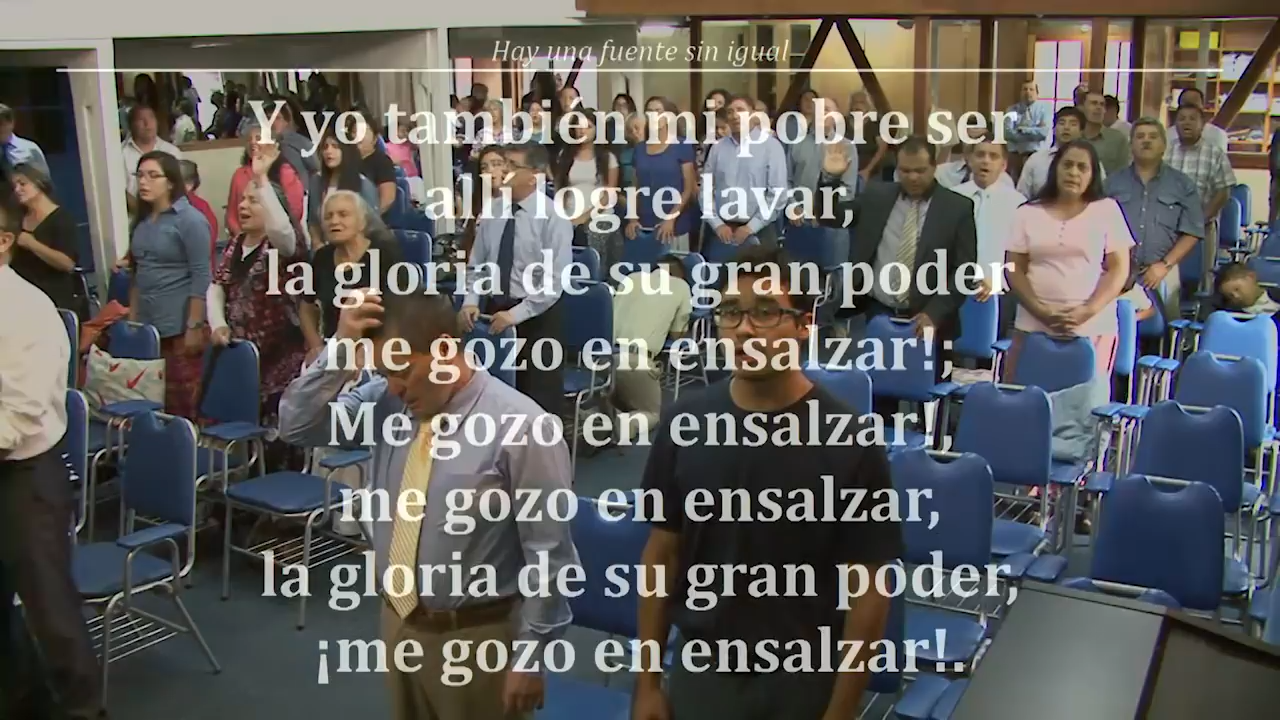 Hay una fuente sin igual–
Y yo también mi pobre ser
allí logre lavar,
la gloria de su gran poder
me gozo en ensalzar!;
Me gozo en ensalzar!,
me gozo en ensalzar,
la gloria de su gran poder,
¡me gozo en ensalzar!.